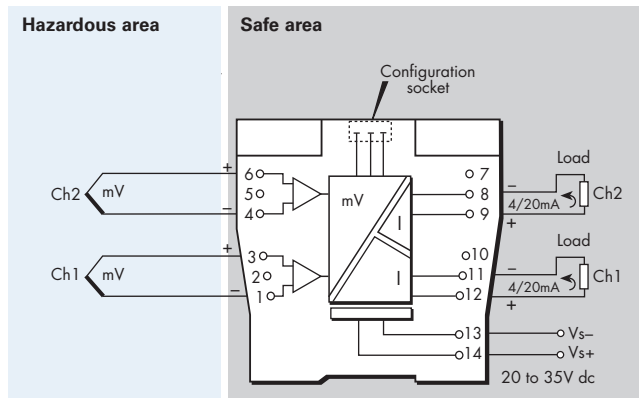 Hazardous area
Safe area
Configuration
socket
Ch2
mV
+
–
6
5
4
Ch1
mV
+
–
3
2
1
mV
I
I
7
8
9
10
11
12
13
14
Load
–
4/20mA
+
Ch2
Load
–
4/20mA
+
Ch1
Vs–
Vs+
20 to 35V dc